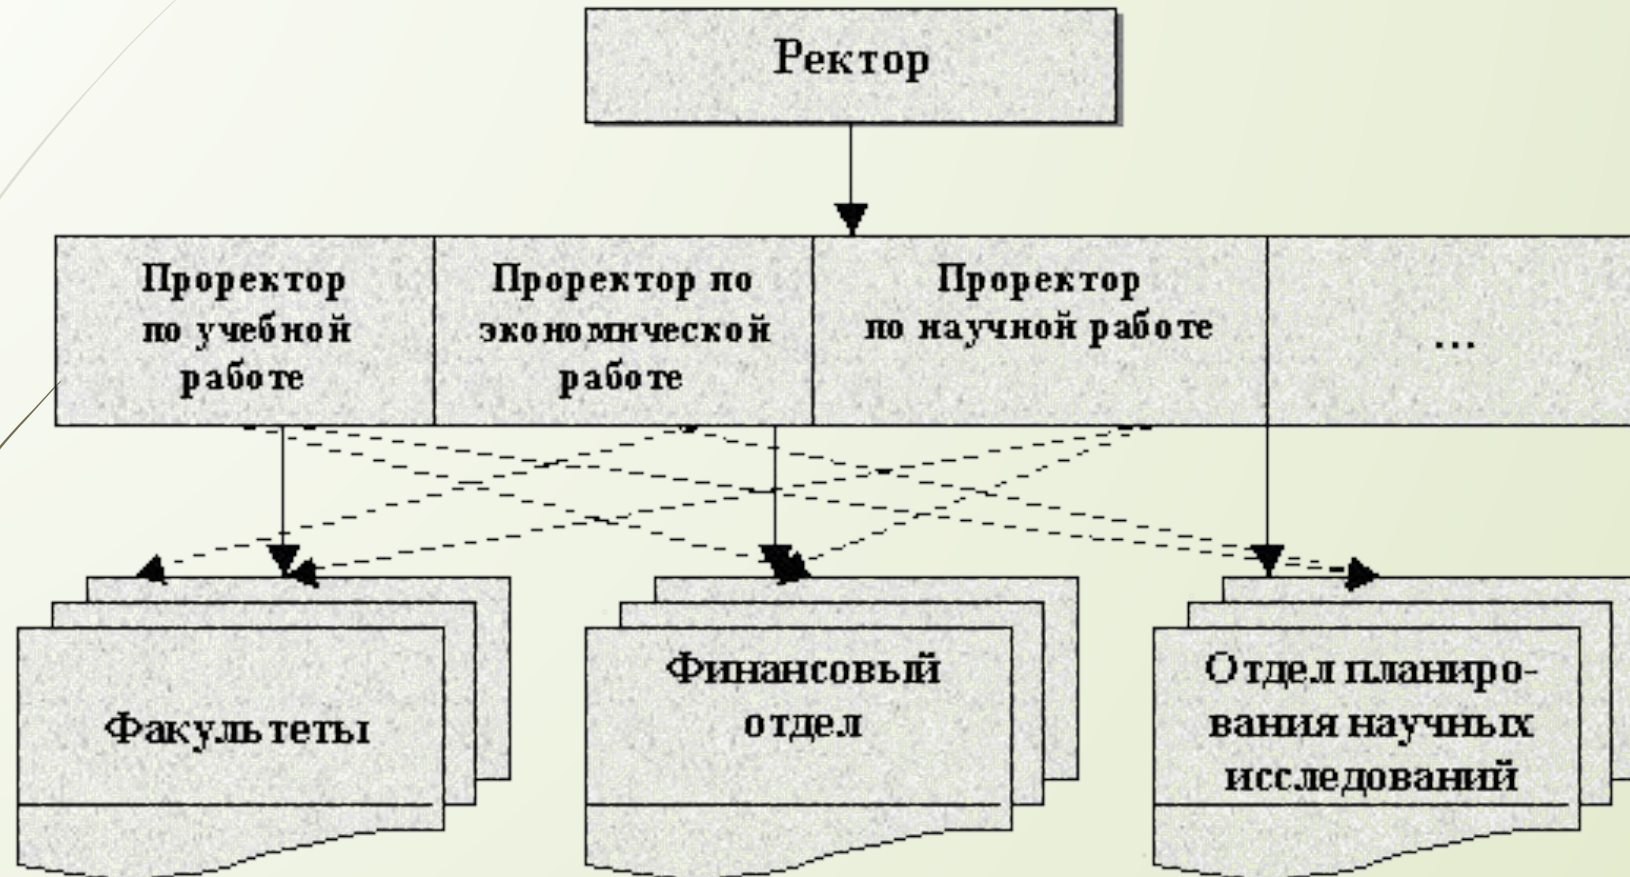 Ректор
Проректор
по учебной
работе
Проректор по
экономической
работе
Проректор
по научной работе
...
Факультеты
Финансовый
отдел
Отдел планиро-
вания научных
исследований